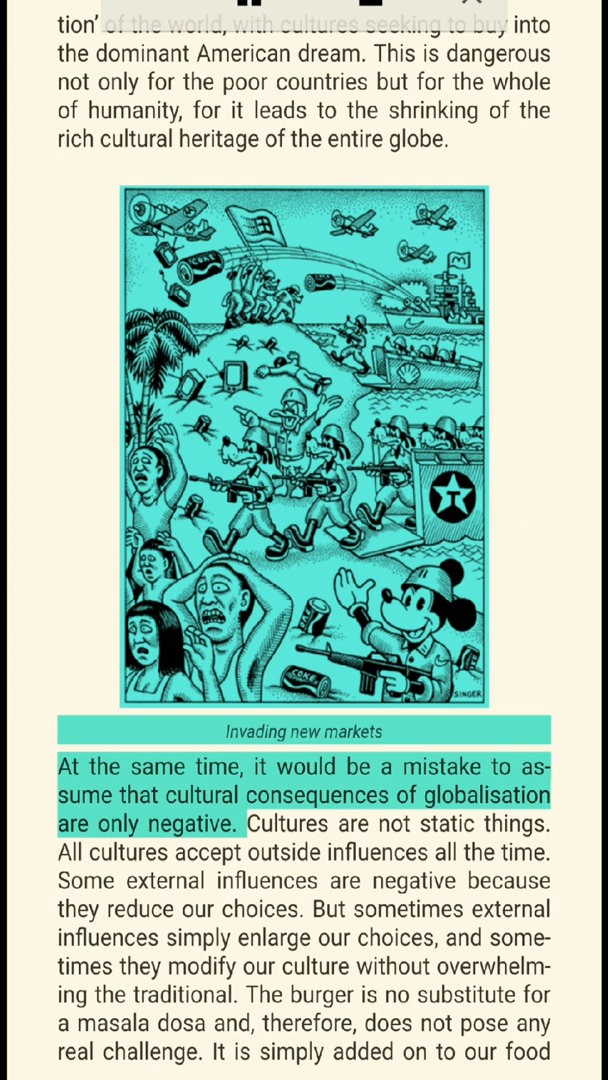 tion’ of the world, with cultures seeking to buy into
the dominant American dream. This is dangerous
not only for the poor countries but for the whole
of humanity, for it leads to the shrinking of the
rich cultural heritage of the entire globe.
COKE
T
COKE
SINGER
Invading new markets
At the same time, it would be a mistake to as-
sume that cultural consequences of globalisation
are only negative. Cultures are not static things.
All cultures accept outside influences all the time.
Some external influences are negative because
they reduce our choices. But sometimes external
influences simply enlarge our choices, and some-
times they modify our culture without overwhelm-
ing the traditional. The burger is no substitute for
a masala dosa and, therefore, does not pose any
real challenge. It is simply added on to our food